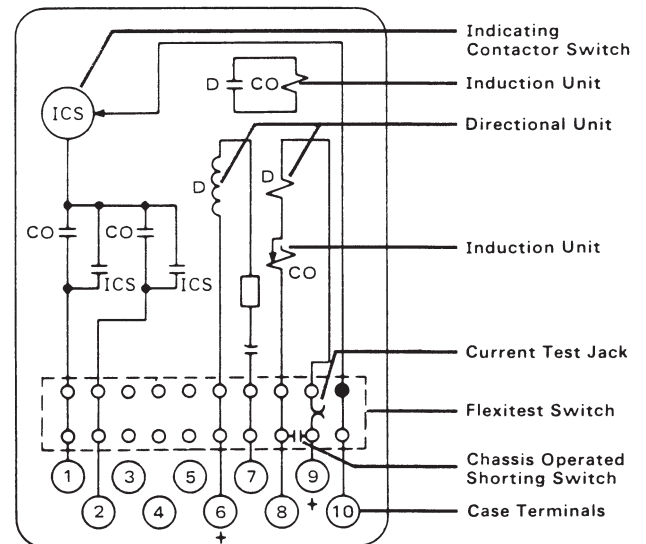 Indicating
Contactor Switch
D CO
Induction Unit
ICS
Directional Unit
D D
CO CO
Induction Unit
CO
ICS ICS
Current Test Jack
Flexitest Switch
Chassis Operated
Shorting Switch
1 3 5 7 9
+
2 4 6 8 10
Case Terminals
+